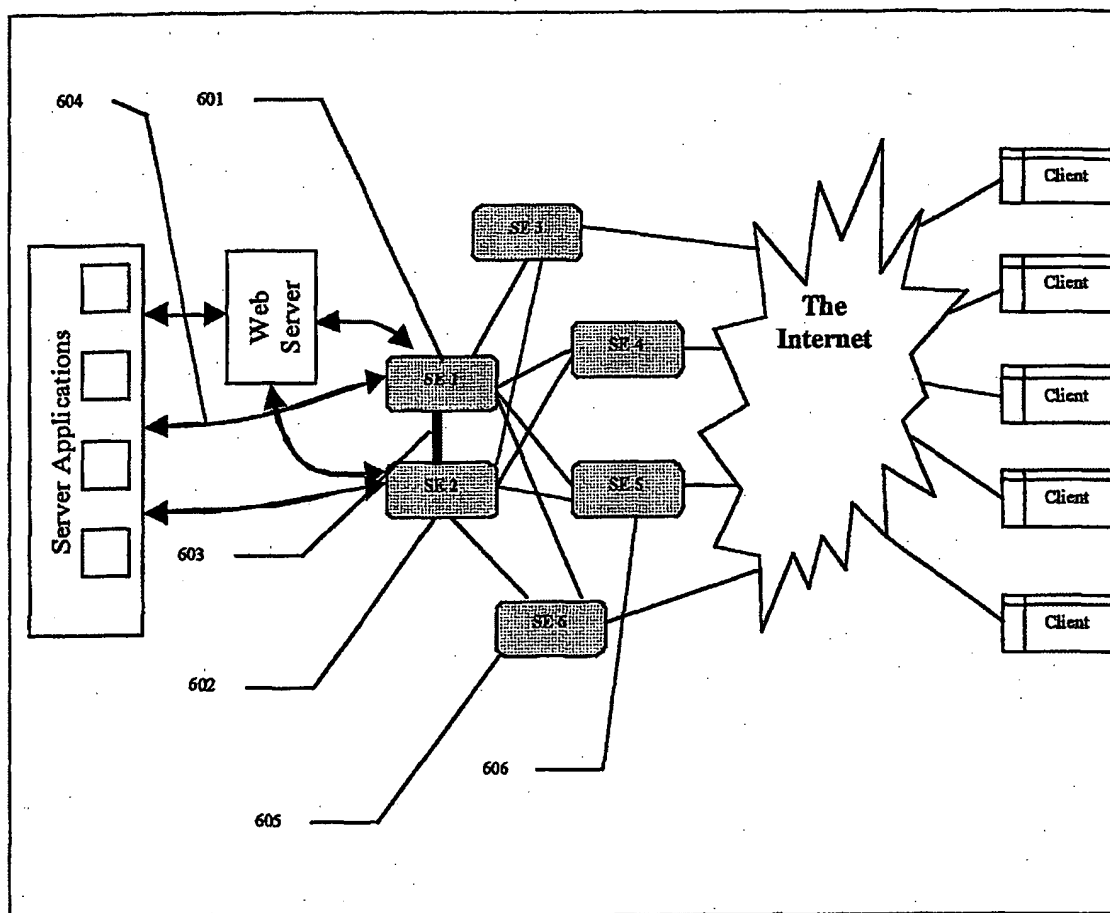 604
601
Client
SE 3
Client
The
Internet
Web
Server
SE 4
SE 1
Client
Server Applications
SE 2
SE 5
Client
603
SE 6
Client
602
606
605